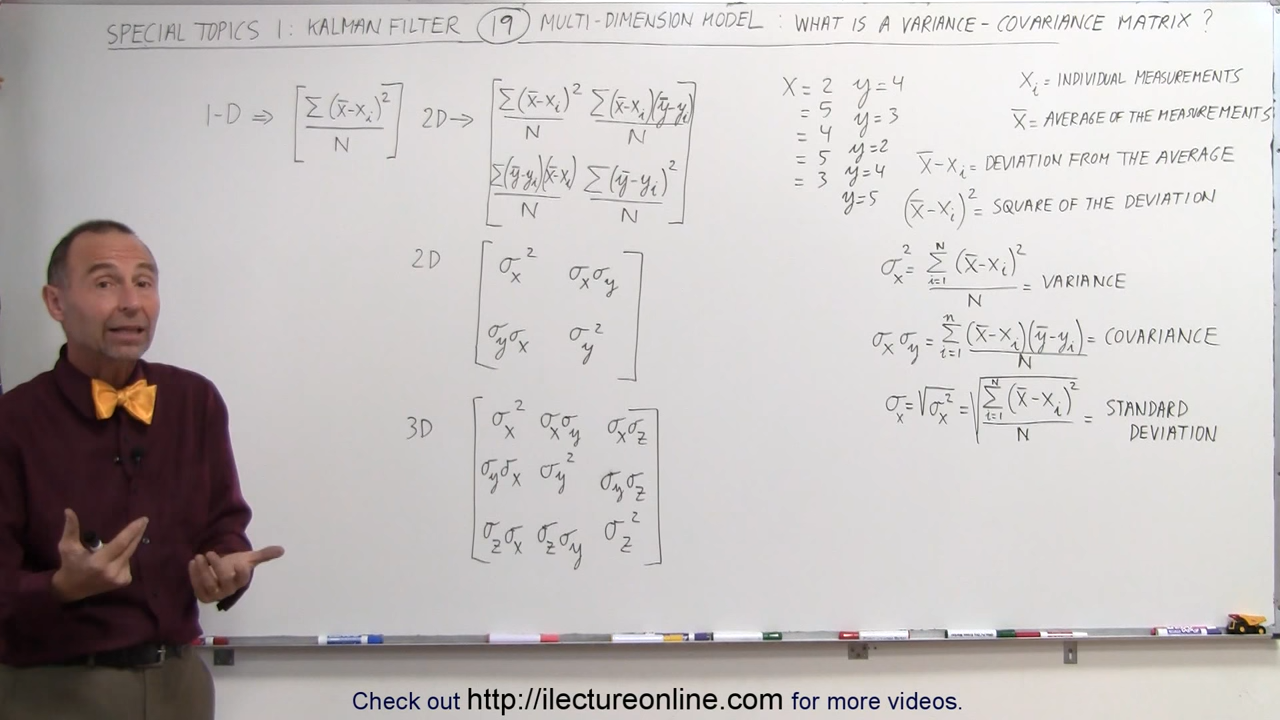 SPECIAL TOPICS 1: KALMAN FILTER (19) MULTI-DIMENSION MODEL: WHAT IS A VARIANCE-COVARIANCE MATRIX?
1-D ⇒ [Σ(x̄-xᵢ)²/N]
2D→ [Σ(x̄-xᵢ)²/N Σ(x̄-xᵢ)(ȳ-yᵢ)/N
Σ(ȳ-yᵢ)(x̄-xᵢ)/N Σ(ȳ-yᵢ)²/N]
2D [σx² σxσy
σyσx σy²]
3D [σx² σxσy σxσz
σyσx σy² σyσz
σzσx σzσy σz²]
X = 2 y = 4
= 5 y = 3
= 4 y = 2
= 5 y = 4
= 3 y = 5
Xᵢ = INDIVIDUAL MEASUREMENTS
X̄ = AVERAGE OF THE MEASUREMENTS
X̄-Xᵢ = DEVIATION FROM THE AVERAGE
(X̄-Xᵢ)² = SQUARE OF THE DEVIATION
σx² = Σᵢ₌₁ᴺ (X̄-Xᵢ)²/N = VARIANCE
σxσy = Σᵢ₌₁ⁿ (X̄-Xᵢ)(ȳ-yᵢ)/N = COVARIANCE
σx = √σx² = √(Σᵢ₌₁ᴺ (X̄-Xᵢ)²/N) = STANDARD
DEVIATION
Check out http://ilectureonline.com for more videos.